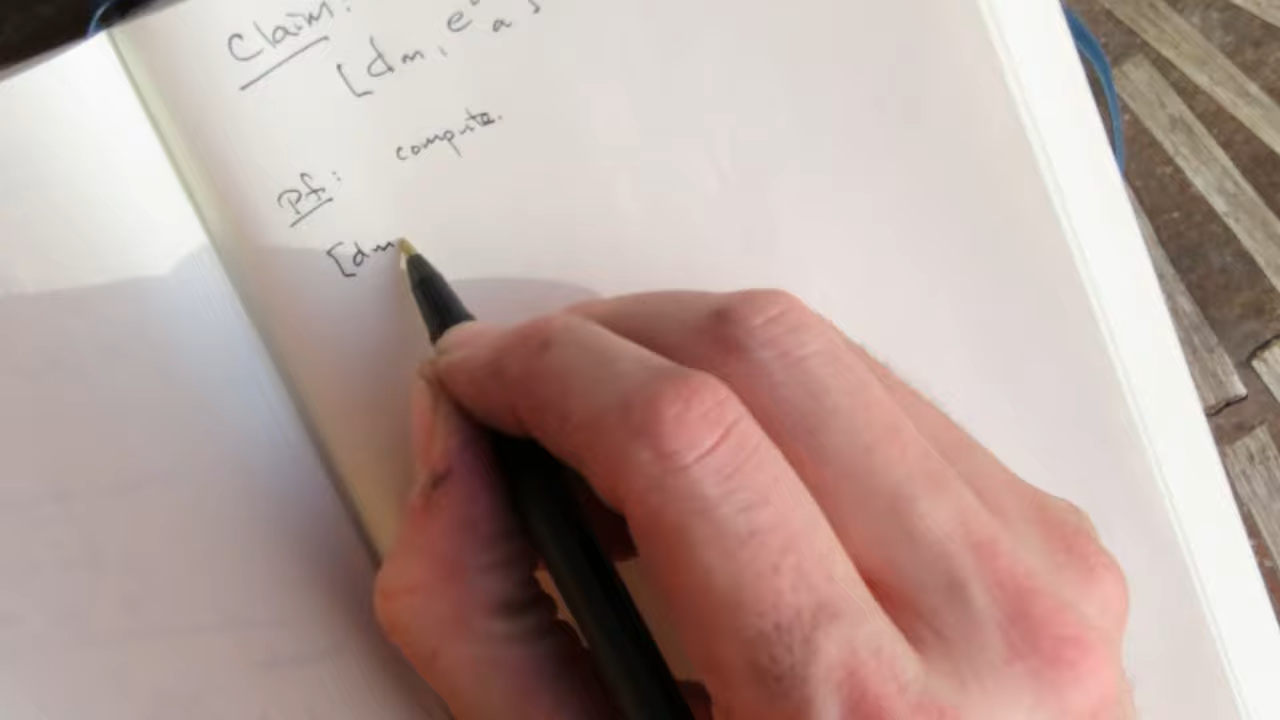 Claim:
[dm, e a }
Pf: compute.
[dm